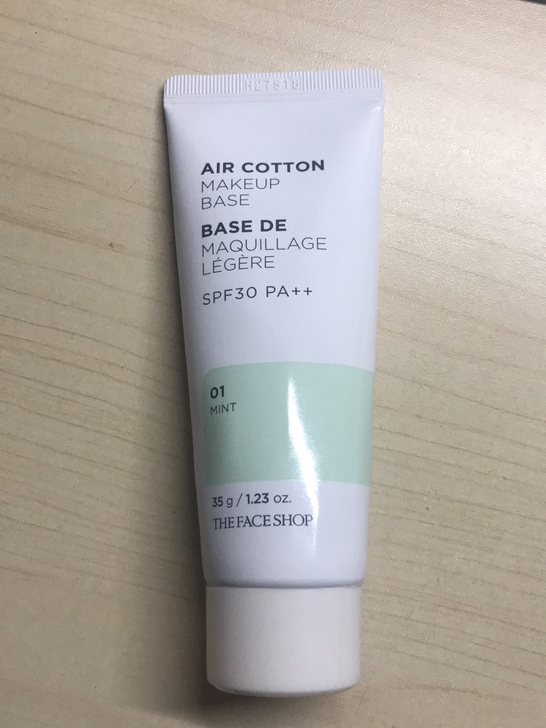 AIR COTTON
MAKEUP
BASE
BASE DE
MAQUILLAGE
LÉGÈRE
SPF30 PA++
01
MINT
35 g / 1.23 oz.
THE FACE SHOP